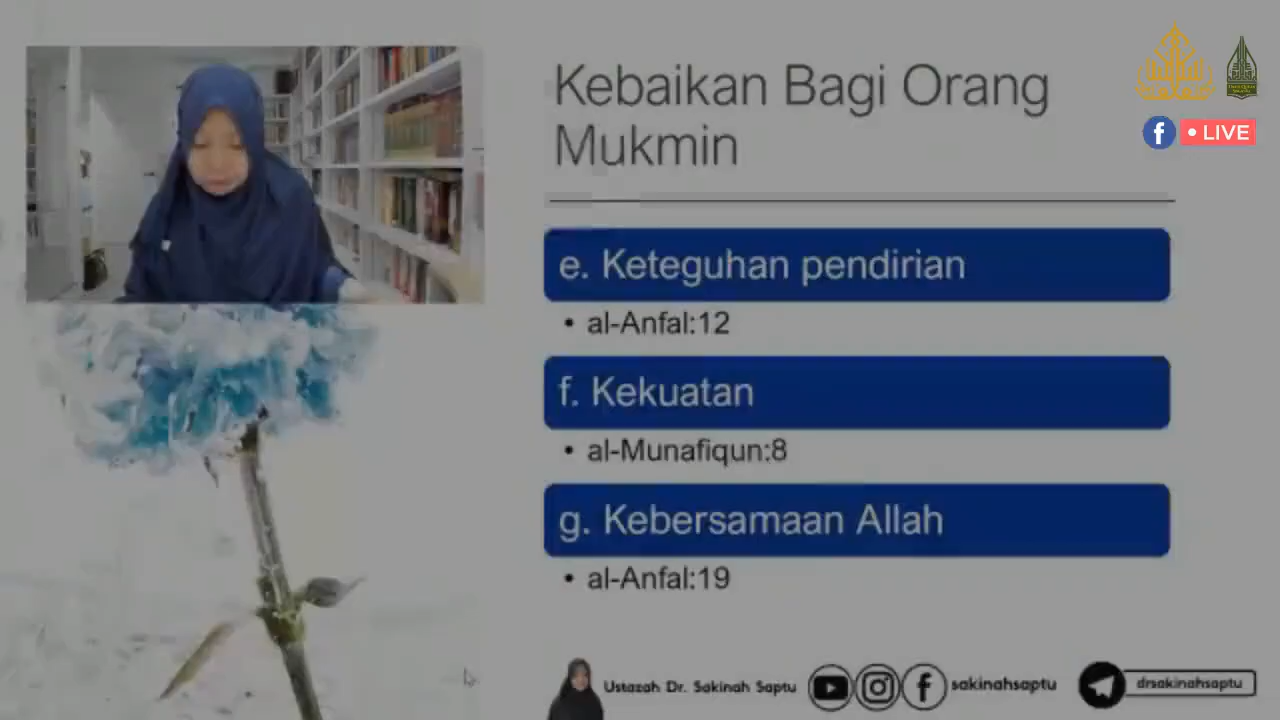 Kebaikan Bagi Orang
Mukmin
LIVE
e. Keteguhan pendirian
• al-Anfal:12
f. Kekuatan
• al-Munafiqun:8
g. Kebersamaan Allah
• al-Anfal:19
Ustazah Dr. Sakinah Saptu
sakinahsaptu
drsakinahsaptu